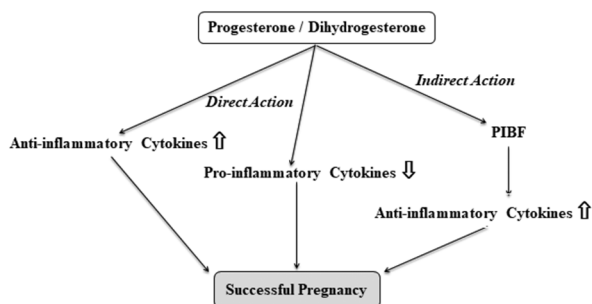 Progesterone / Dihydrogesterone
Indirect Action
Direct Action
PIBF
Anti-inflammatory Cytokines ⇧
Pro-inflammatory Cytokines ⇩
Anti-inflammatory Cytokines ⇧
Successful Pregnancy